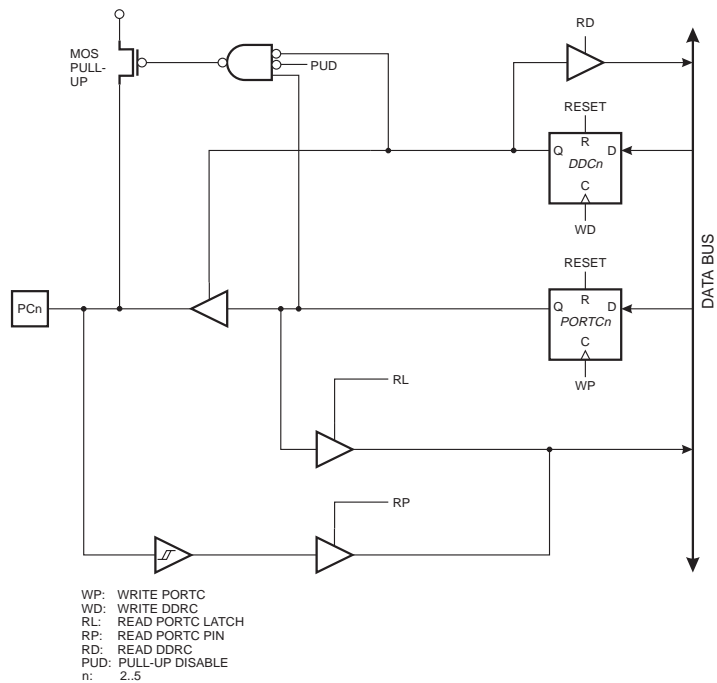 RD
MOS
PULL-
UP
PUD
RESET
R
Q D
DDCn
C
WD
DATA BUS
RESET
R
Q D
PORTCn
C
WP
PCn
RL
RP
WP: WRITE PORTC
WD: WRITE DDRC
RL: READ PORTC LATCH
RP: READ PORTC PIN
RD: READ DDRC
PUD: PULL-UP DISABLE
n: 2..5